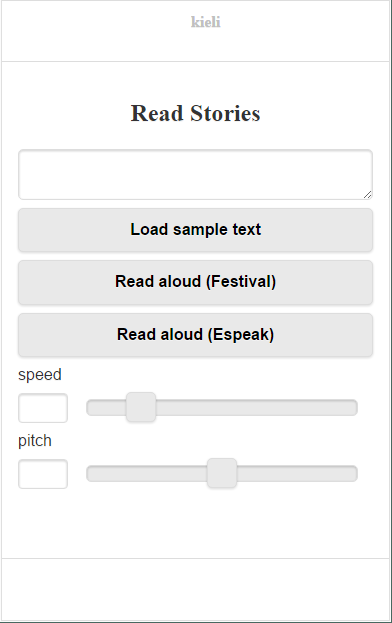 kieli
Read Stories
Load sample text
Read aloud (Festival)
Read aloud (Espeak)
speed
pitch